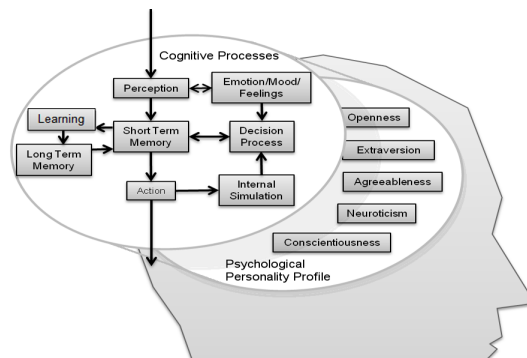 Cognitive Processes
Perception
Emotion/Mood/
Feelings
Learning
Short Term
Memory
Decision
Process
Long Term
Memory
Action
Internal
Simulation
Openness
Extraversion
Agreeableness
Neuroticism
Conscientiousness
Psychological
Personality Profile